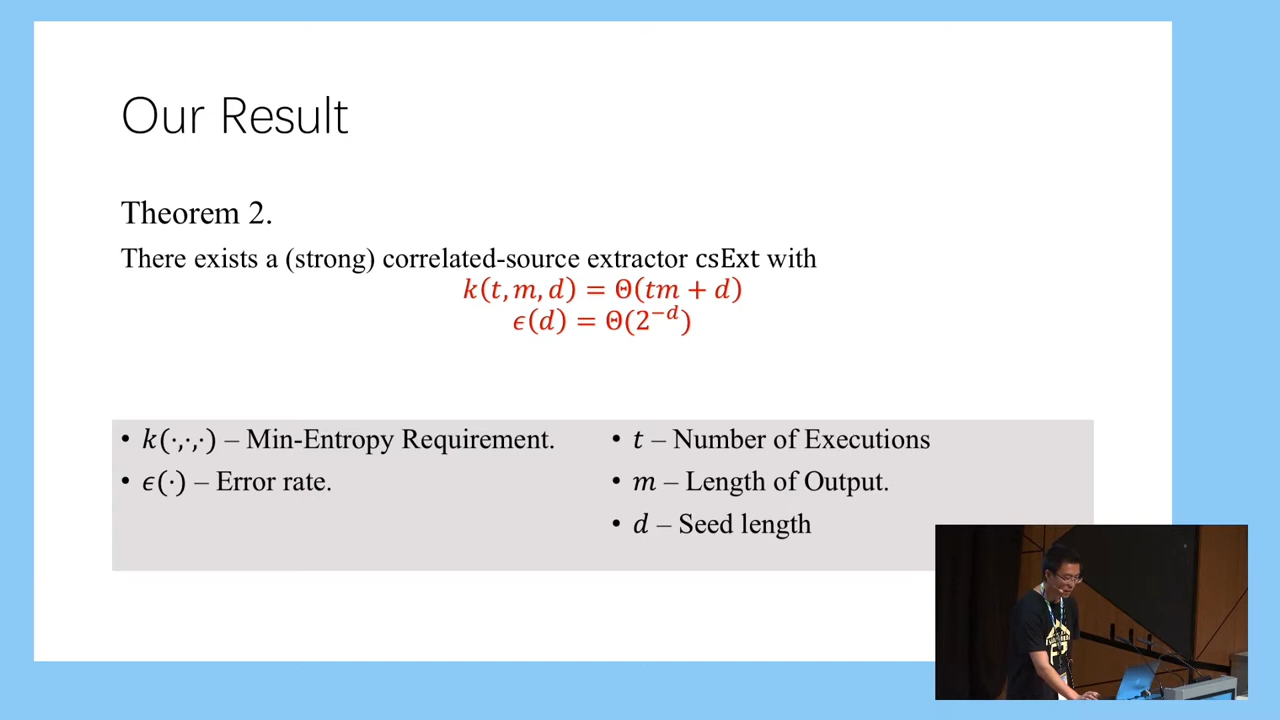 Our Result
Theorem 2.
There exists a (strong) correlated-source extractor csExt with
k(t, m, d) = Θ(tm + d)
ϵ(d) = Θ(2^{-d})
• k(·,·,·) – Min-Entropy Requirement.
• ϵ(·) – Error rate.
• t – Number of Executions
• m – Length of Output.
• d – Seed length